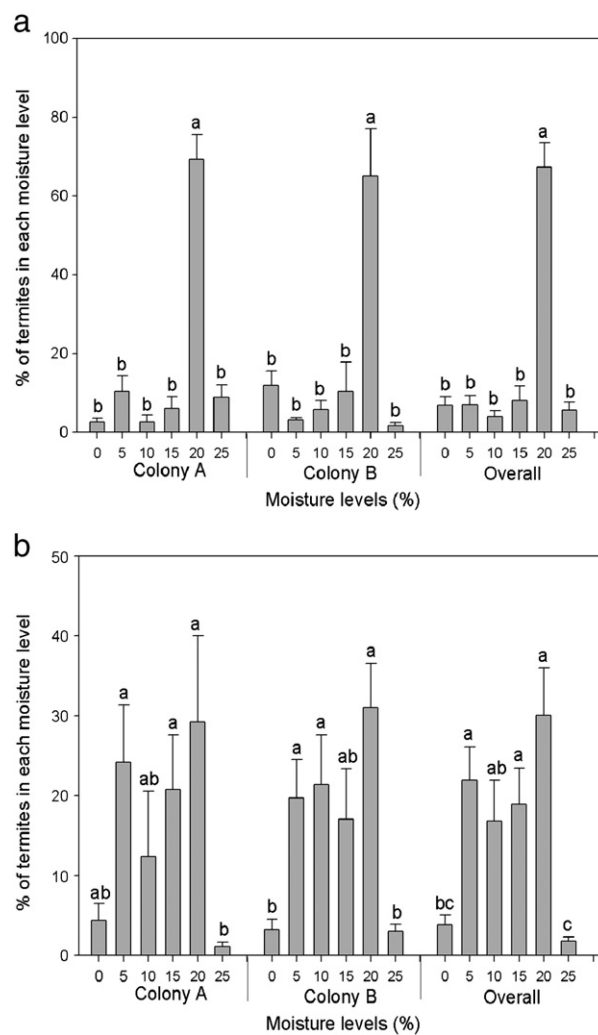 a
% of termites in each moisture level
100
80
60
40
20
0
b b b b a b
b b b b a b
b b b b a b
0 5 10 15 20 25 0 5 10 15 20 25 0 5 10 15 20 25
Colony A Colony B Overall
Moisture levels (%)
b
% of termites in each moisture level
50
40
30
20
10
0
ab a ab a a b
b a a ab a b
bc a ab a a c
0 5 10 15 20 25 0 5 10 15 20 25 0 5 10 15 20 25
Colony A Colony B Overall
Moisture levels (%)